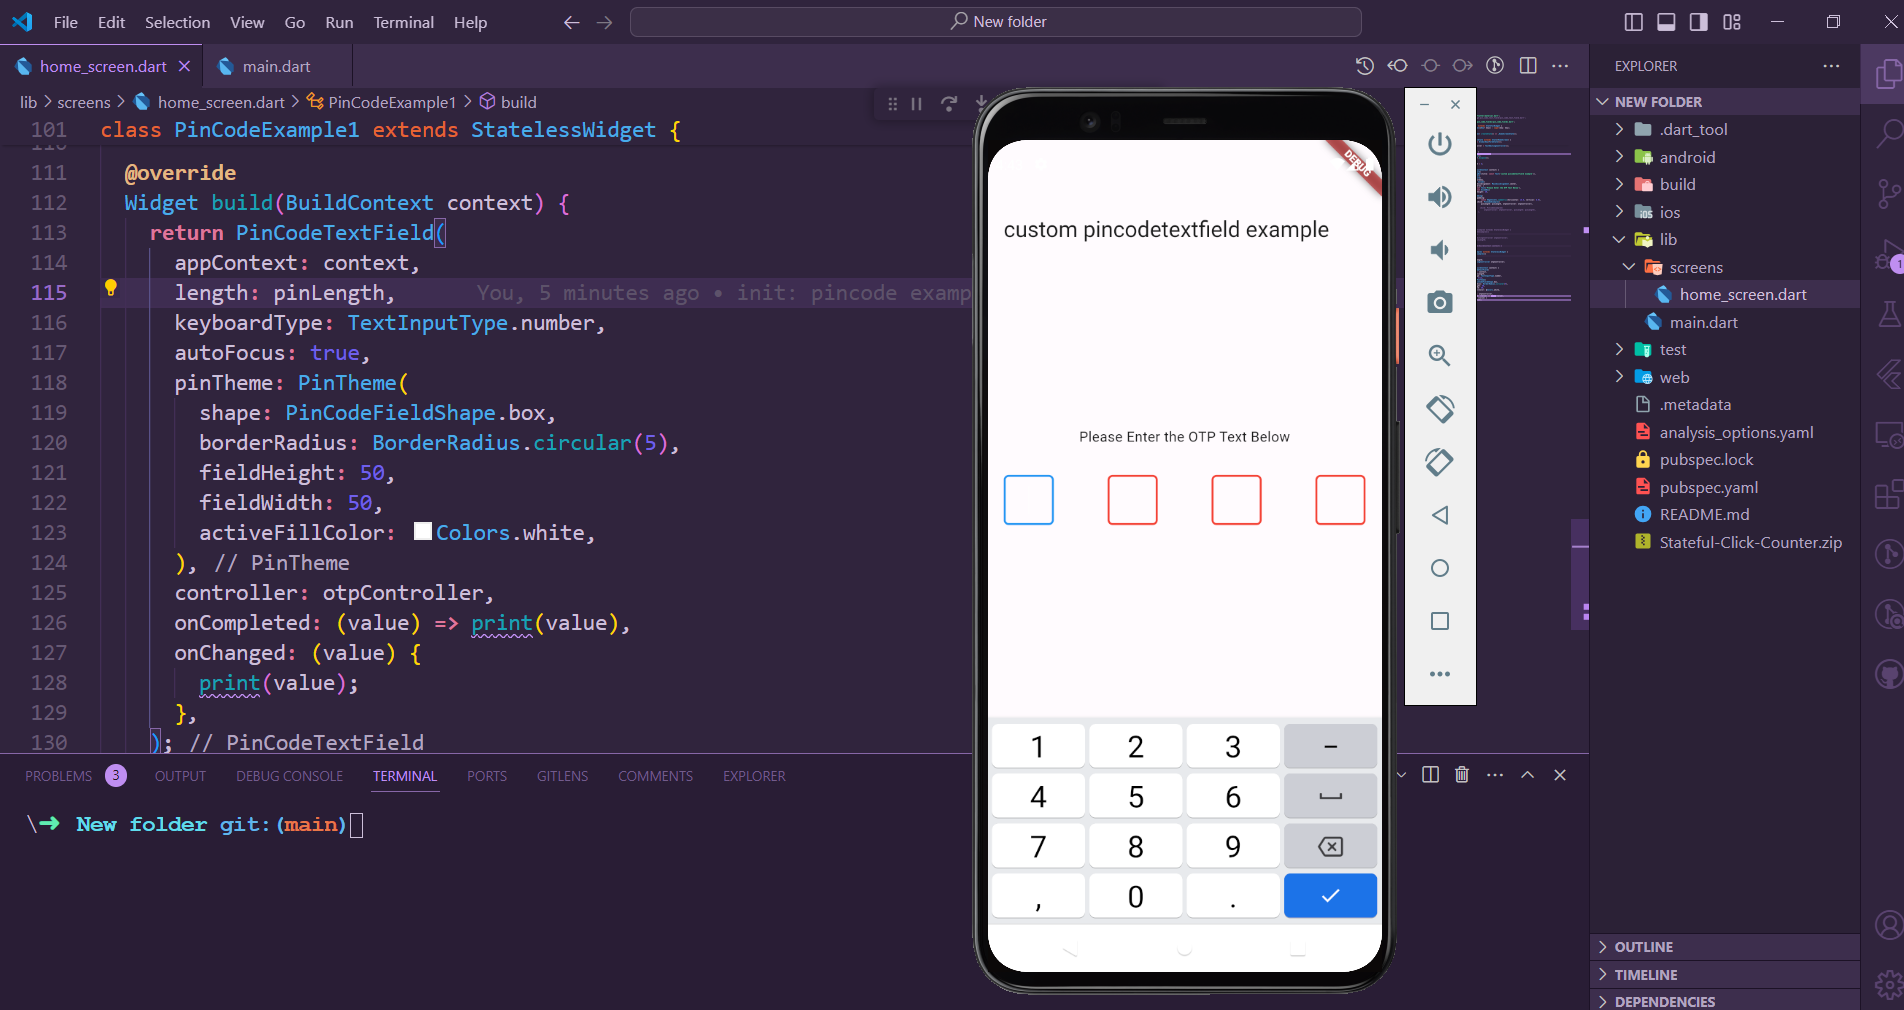 File Edit Selection View Go Run Terminal Help
New folder
home_screen.dart
main.dart
lib > screens > home_screen.dart > PinCodeExample1 > build
101 class PinCodeExample1 extends StatelessWidget {
110
111 @override
112 Widget build(BuildContext context) {
113 return PinCodeTextField(
114 appContext: context,
115 length: pinLength, You, 5 minutes ago • init: pincode examp
116 keyboardType: TextInputType.number,
117 autoFocus: true,
118 pinTheme: PinTheme(
119 shape: PinCodeFieldShape.box,
120 borderRadius: BorderRadius.circular(5),
121 fieldHeight: 50,
122 fieldWidth: 50,
123 activeFillColor: Colors.white,
124 ), // PinTheme
125 controller: otpController,
126 onCompleted: (value) => print(value),
127 onChanged: (value) {
128 print(value);
129 },
130 ); // PinCodeTextField
PROBLEMS 3 OUTPUT DEBUG CONSOLE TERMINAL PORTS GITLENS COMMENTS EXPLORER
\➜ New folder git:(main)
DEBUG
custom pincodetextfield example
Please Enter the OTP Text Below
1 2 3 –
4 5 6
7 8 9
, 0 .
EXPLORER
NEW FOLDER
.dart_tool
android
build
ios
lib
screens
home_screen.dart
main.dart
test
web
.metadata
analysis_options.yaml
pubspec.lock
pubspec.yaml
README.md
Stateful-Click-Counter.zip
OUTLINE
TIMELINE
DEPENDENCIES
1